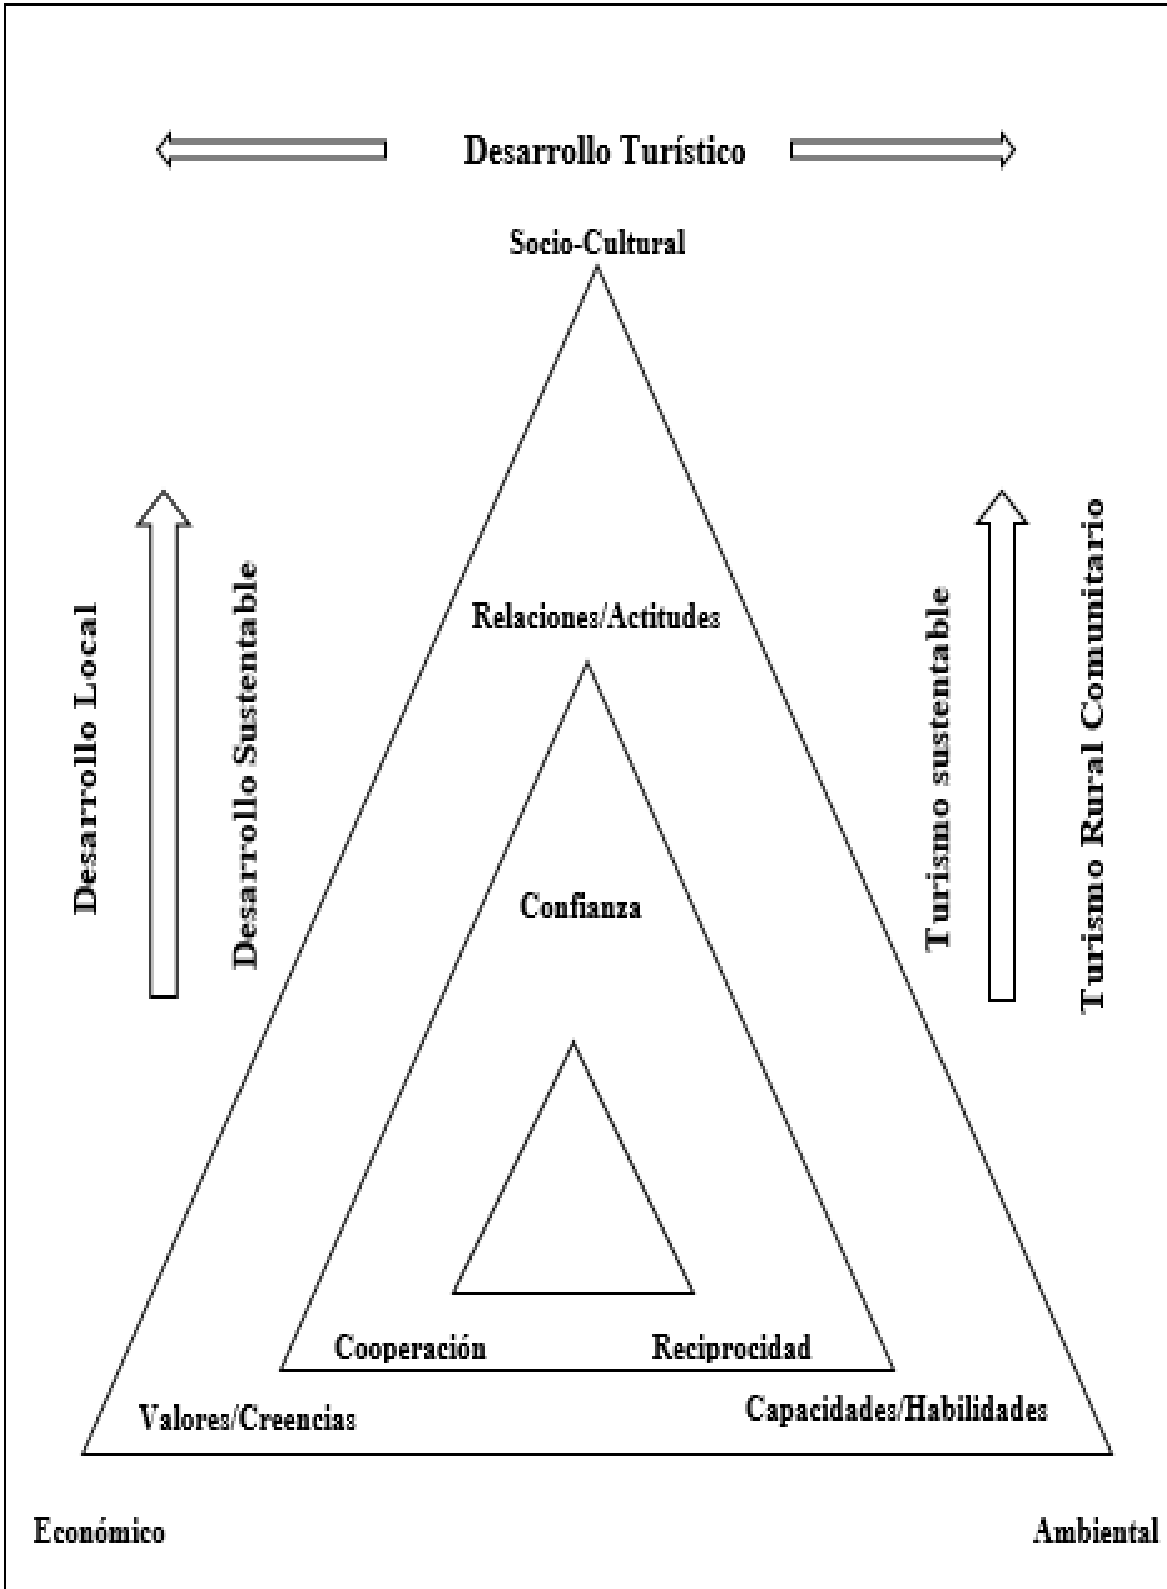 Desarrollo Turístico
Socio-Cultural
Relaciones/Actitudes
Desarrollo Local
Desarrollo Sustentable
Turismo sustentable
Turismo Rural Comunitario
Confianza
Cooperación
Reciprocidad
Valores/Creencias
Capacidades/Habilidades
Económico
Ambiental